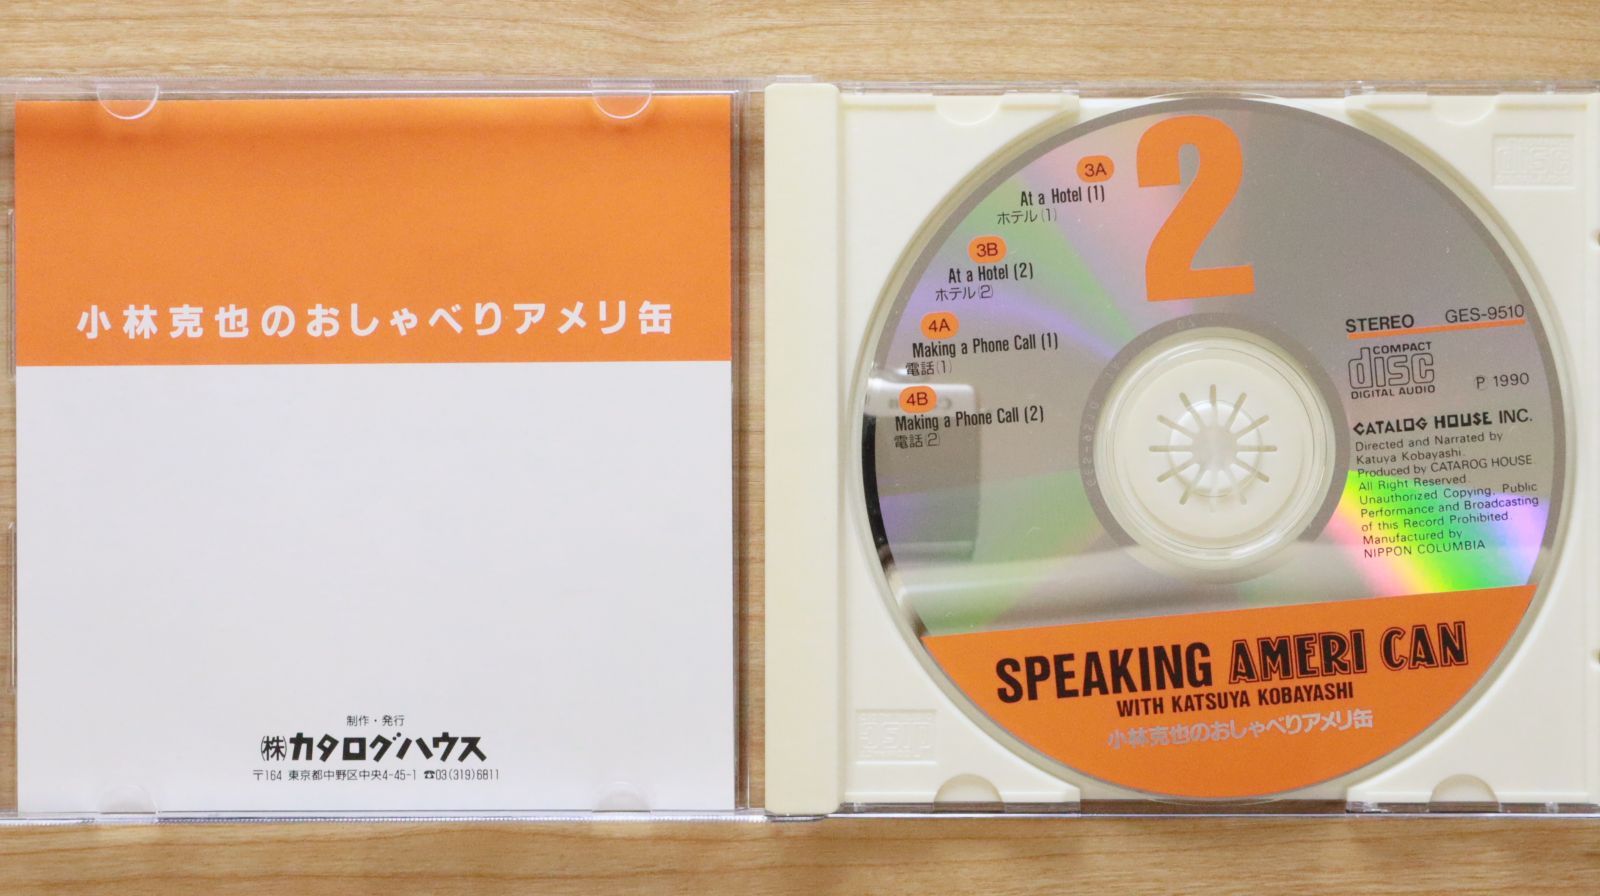 小林克也のおしゃべりアメリ缶
制作・発行
㈱カタログハウス
〒164 東京都中野区中央4-45-1 ☎03(319)6811
2
3A
At a Hotel (1)
ホテル(1)
3B
At a Hotel (2)
ホテル(2)
4A
Making a Phone Call (1)
電話(1)
4B
Making a Phone Call (2)
電話(2)
STEREO GES-9510
COMPACT
disc
DIGITAL AUDIO
P 1990
CATALOG HOUSE INC.
Directed and Narrated by
Katuya Kobayashi.
Produced by CATAROG HOUSE.
All Right Reserved.
Unauthorized Copying, Public
Performance and Broadcasting
of this Record Prohibited.
Manufactured by
NIPPON COLUMBIA
SPEAKING AMERI CAN
WITH KATSUYA KOBAYASHI
小林克也のおしゃべりアメリ缶